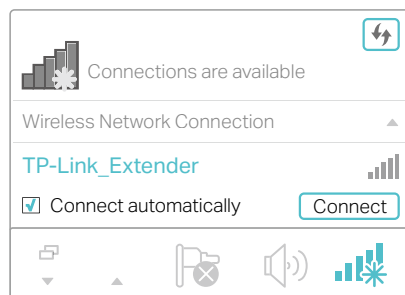 Connections are available
Wireless Network Connection
TP-Link_Extender
Connect automatically
Connect